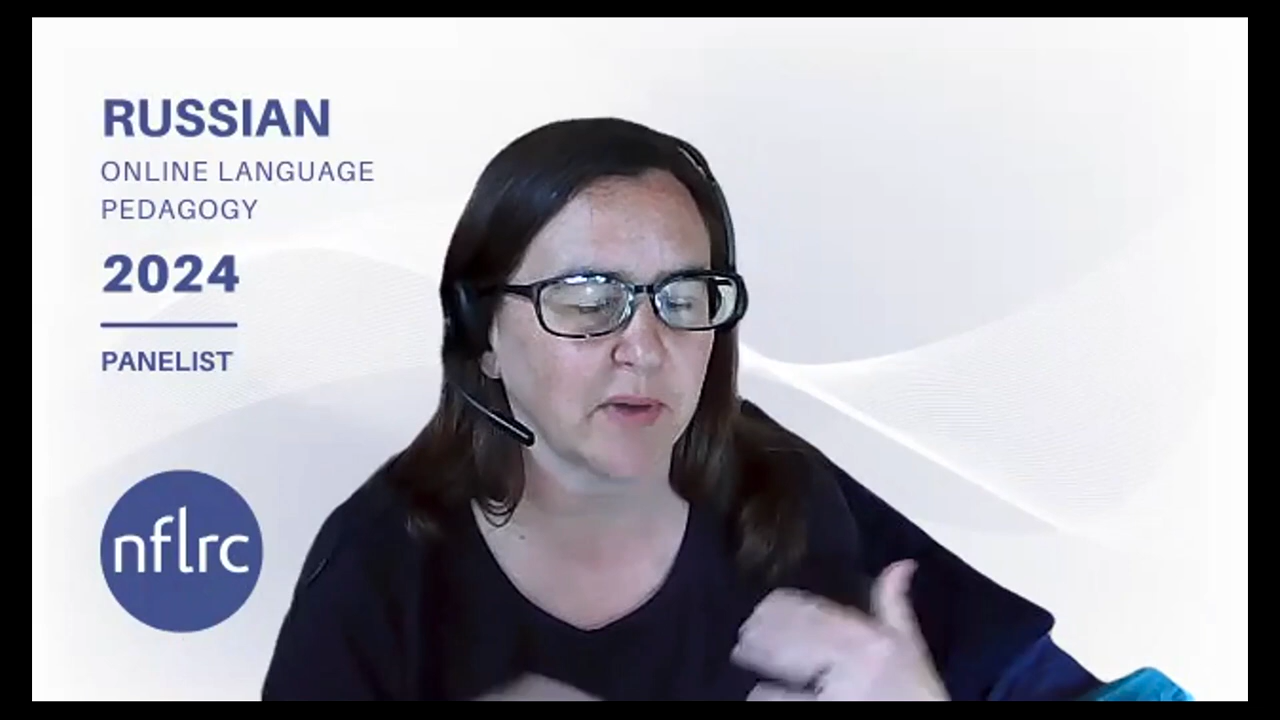 RUSSIAN
ONLINE LANGUAGE
PEDAGOGY
2024
PANELIST
nflrc